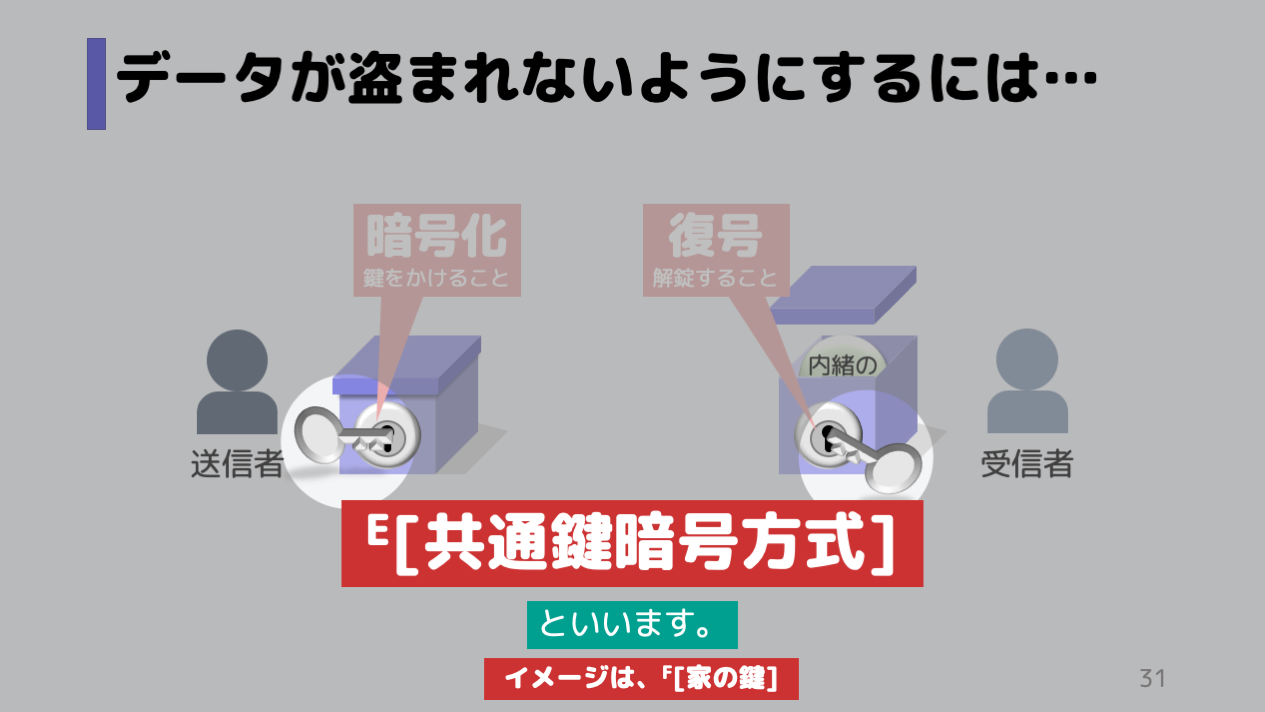 データが盗まれないようにするには…
暗号化
鍵をかけること
復号
解錠すること
内緒の
送信者
受信者
E[共通鍵暗号方式]
といいます。
イメージは、F[家の鍵]
31